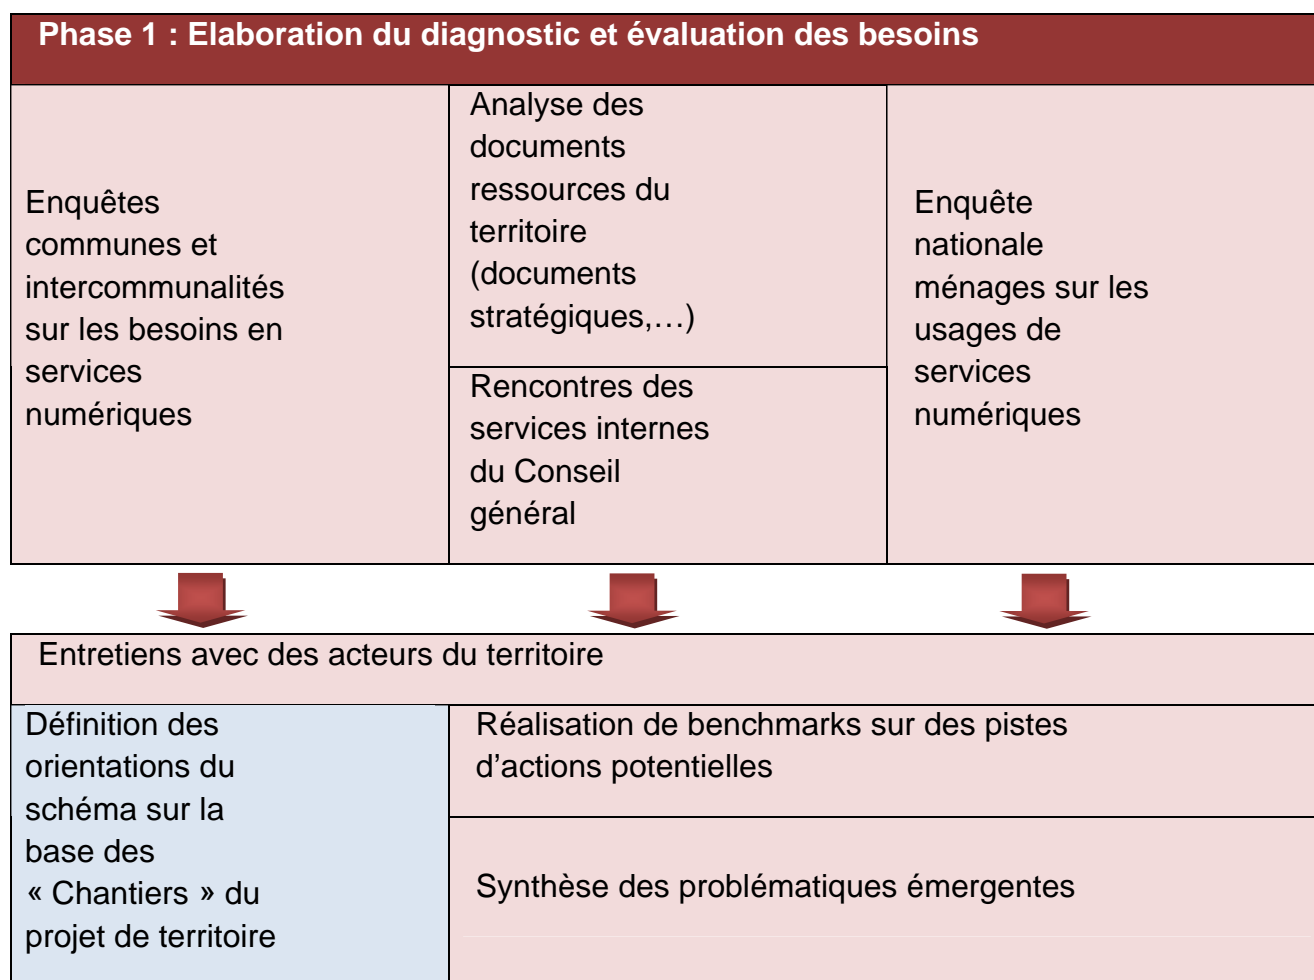 Phase 1 : Elaboration du diagnostic et évaluation des besoins
Enquêtes
communes et
intercommunalités
sur les besoins en
services
numériques
Analyse des
documents
ressources du
territoire
(documents
stratégiques,…)
Rencontres des
services internes
du Conseil
général
Enquête
nationale
ménages sur les
usages de
services
numériques
Entretiens avec des acteurs du territoire
Définition des
orientations du
schéma sur la
base des
« Chantiers » du
projet de territoire
Réalisation de benchmarks sur des pistes
d’actions potentielles
Synthèse des problématiques émergentes